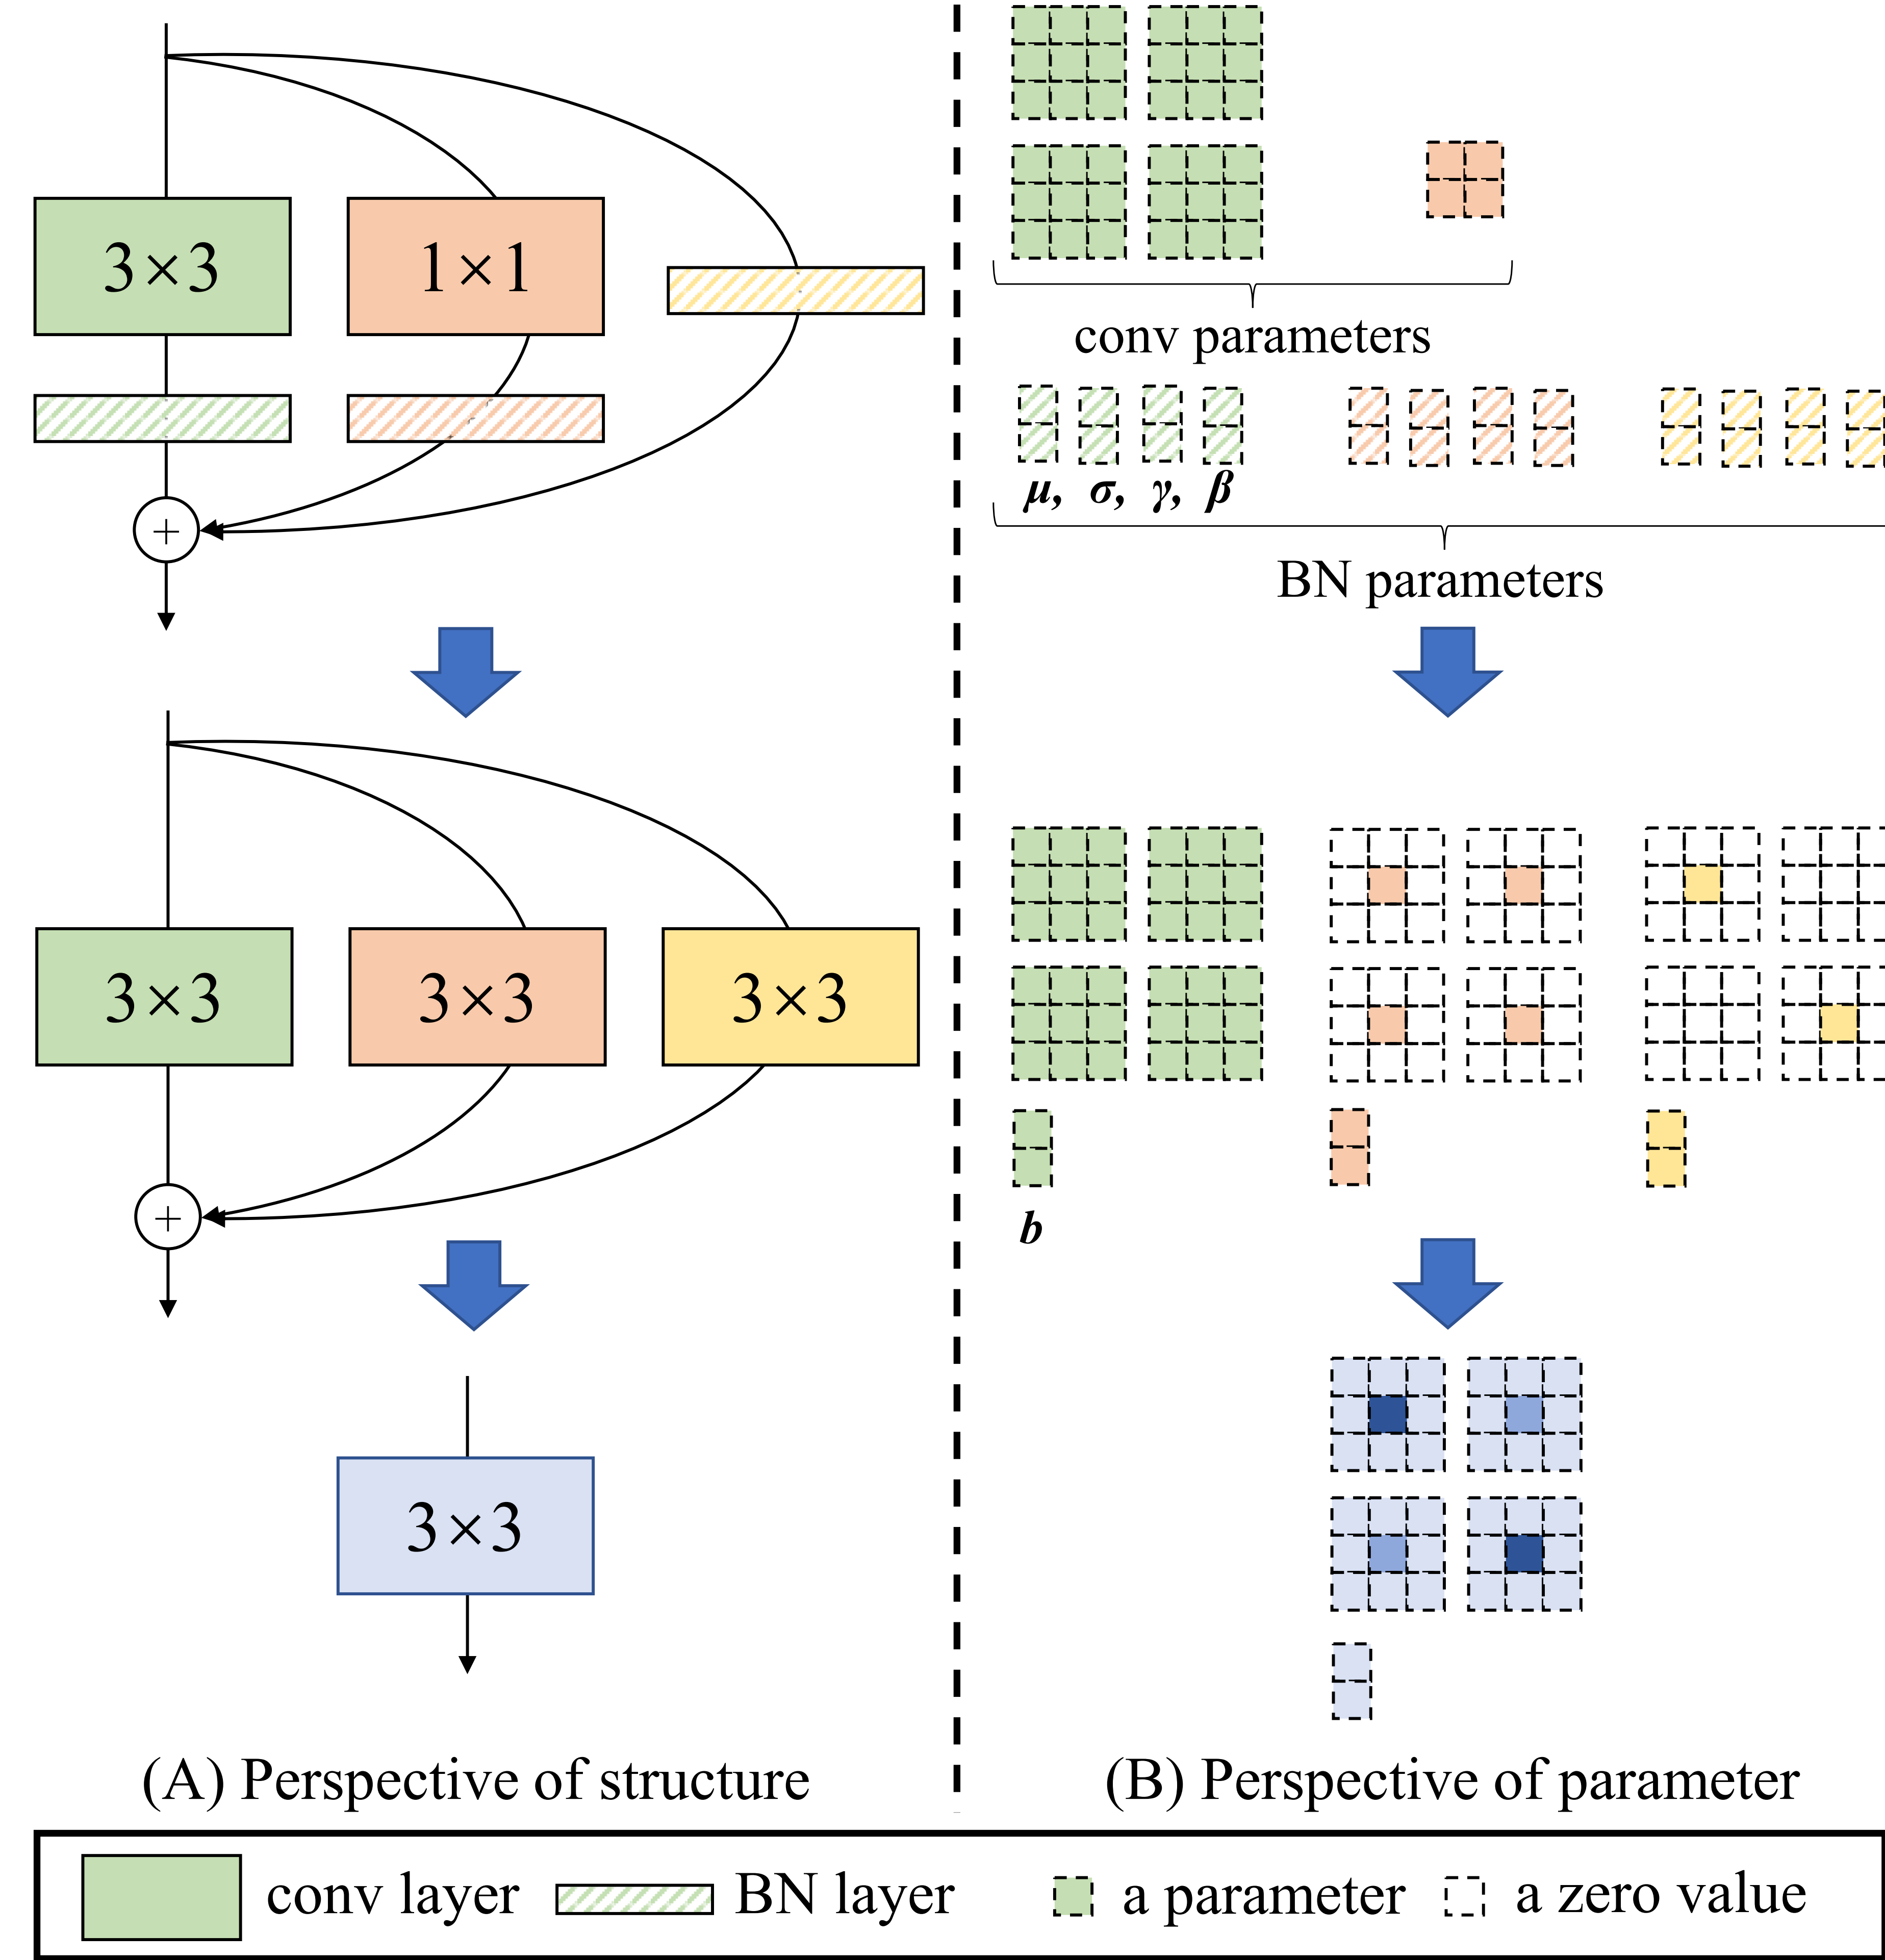 3×3
1×1
+
conv parameters
μ, σ, γ, β
BN parameters
3×3
3×3
3×3
+
b
3×3
(A) Perspective of structure
(B) Perspective of parameter
conv layer
BN layer
a parameter
a zero value